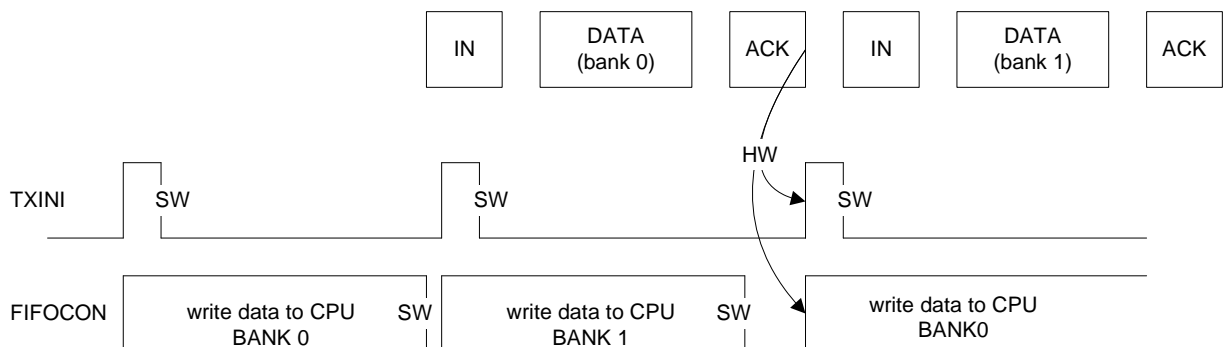 IN
DATA
(bank 0)
ACK
IN
DATA
(bank 1)
ACK
HW
TXINI
SW
SW
SW
FIFOCON
write data to CPU
BANK 0
SW
write data to CPU
BANK 1
SW
write data to CPU
BANK0